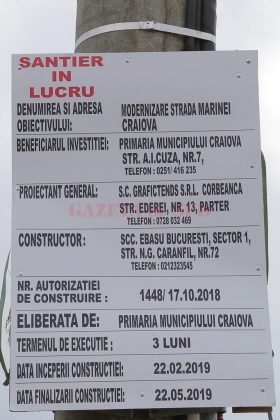 SANTIER
IN
LUCRU
DENUMIREA SI ADRESA OBIECTIVULUI: MODERNIZARE STRADA MARINEI CRAIOVA
BENEFICIARUL INVESTITIEI: PRIMARIA MUNICIPIULUI CRAIOVA
STR. A.I.CUZA, NR.7,
TELEFON : 0251/ 416 235
PROIECTANT GENERAL: S.C. GRAFICTENDS S.R.L. CORBEANCA
STR. EDEREI, NR. 13, PARTER
TELEFON : 0728 032 469
CONSTRUCTOR: SCC. EBASU BUCURESTI, SECTOR 1,
STR. N.G. CARANFIL, NR.72
TELEFON : 0212323545
NR. AUTORIZATIEI
DE CONSTRUIRE : 1448/ 17.10.2018
ELIBERATA DE: PRIMARIA MUNICIPIULUI CRAIOVA
TERMENUL DE EXECUTIE : 3 LUNI
DATA INCEPERII CONSTRUCTIEI: 22.02.2019
DATA FINALIZARII CONSTRUCTIEI: 22.05.2019